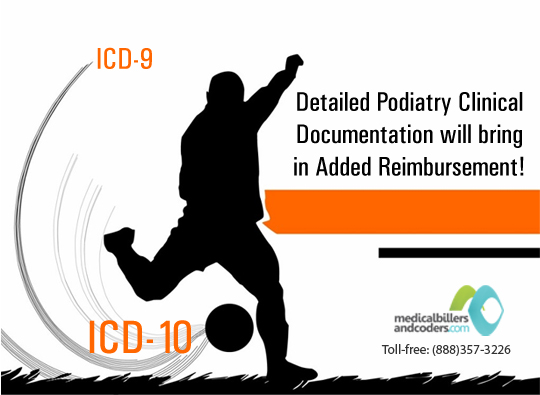 ICD-9
Detailed Podiatry Clinical
Documentation will bring
in Added Reimbursement!
ICD-10
medicalbillers
andcoders.com
Toll-free: (888)357-3226